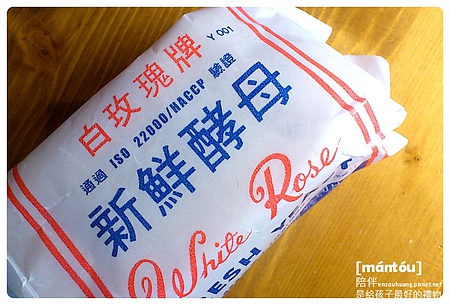 白玫瑰牌
Y 001
通過 ISO 22000/HACCP 驗證
新鮮酵母
White Rose
[mántóu]
陪伴 enzouhuang.pixnet.net
是給孩子最好的禮物